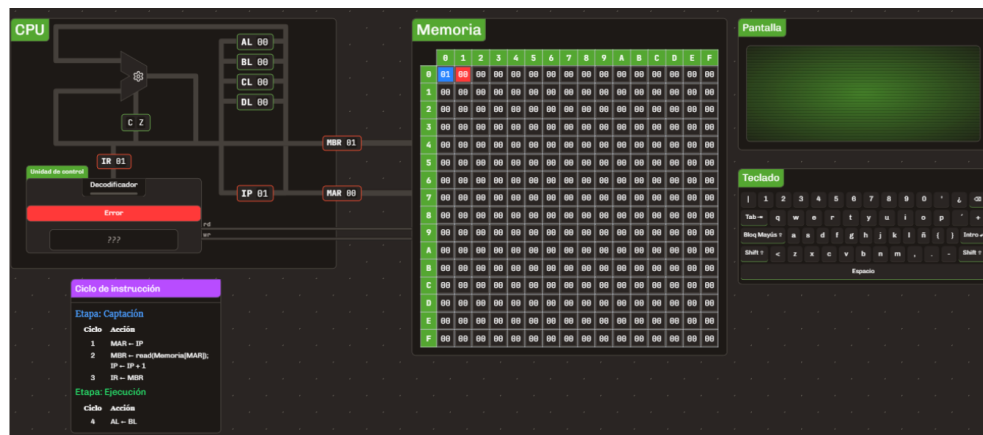 CPU
AL 00
BL 00
CL 00
DL 00
C Z
MBR 01
IR 01
Unidad de control
Decodificador
Error
???
IP 01
MAR 00
rd
wr
Ciclo de instrucción
Etapa: Captación
Ciclo Acción
1 MAR ← IP
2 MBR ← read(Memoria[MAR]);
IP ← IP + 1
3 IR ← MBR
Etapa: Ejecución
Ciclo Acción
4 AL ← BL
Memoria
0 1 2 3 4 5 6 7 8 9 A B C D E F
0 01 00 00 00 00 00 00 00 00 00 00 00 00 00 00 00
1 00 00 00 00 00 00 00 00 00 00 00 00 00 00 00 00
2 00 00 00 00 00 00 00 00 00 00 00 00 00 00 00 00
3 00 00 00 00 00 00 00 00 00 00 00 00 00 00 00 00
4 00 00 00 00 00 00 00 00 00 00 00 00 00 00 00 00
5 00 00 00 00 00 00 00 00 00 00 00 00 00 00 00 00
6 00 00 00 00 00 00 00 00 00 00 00 00 00 00 00 00
7 00 00 00 00 00 00 00 00 00 00 00 00 00 00 00 00
8 00 00 00 00 00 00 00 00 00 00 00 00 00 00 00 00
9 00 00 00 00 00 00 00 00 00 00 00 00 00 00 00 00
A 00 00 00 00 00 00 00 00 00 00 00 00 00 00 00 00
B 00 00 00 00 00 00 00 00 00 00 00 00 00 00 00 00
C 00 00 00 00 00 00 00 00 00 00 00 00 00 00 00 00
D 00 00 00 00 00 00 00 00 00 00 00 00 00 00 00 00
E 00 00 00 00 00 00 00 00 00 00 00 00 00 00 00 00
F 00 00 00 00 00 00 00 00 00 00 00 00 00 00 00 00
Pantalla
Teclado
| 1 2 3 4 5 6 7 8 9 0 ' ¿ ⌫
Tab q w e r t y u i o p ´ +
Bloq Mayús ⇧ a s d f g h j k l ñ { } Intro
Shift ⇧ < z x c v b n m , . - Shift ⇧
Espacio